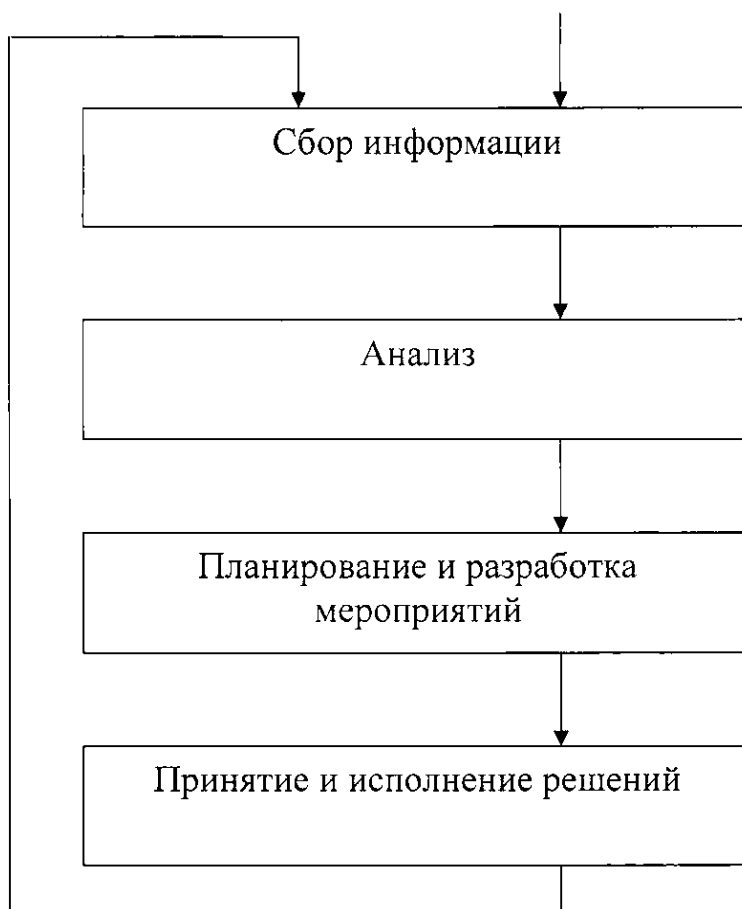 Сбор информации
Анализ
Планирование и разработка
мероприятий
Принятие и исполнение решений